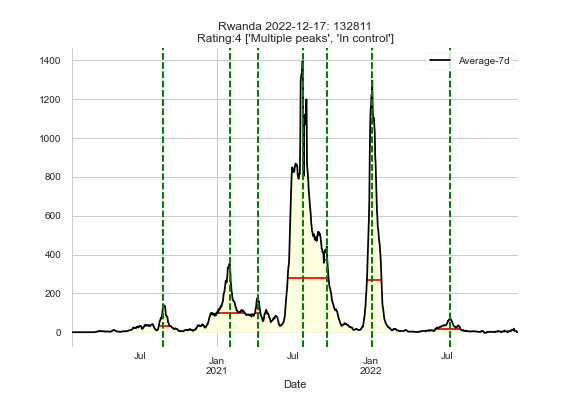 Rwanda 2022-12-17: 132811
Rating:4 ['Multiple peaks', 'In control']
Average-7d
1400
1200
1000
800
600
400
200
0
Jul
Jan
2021
Jul
Jan
2022
Jul
Date